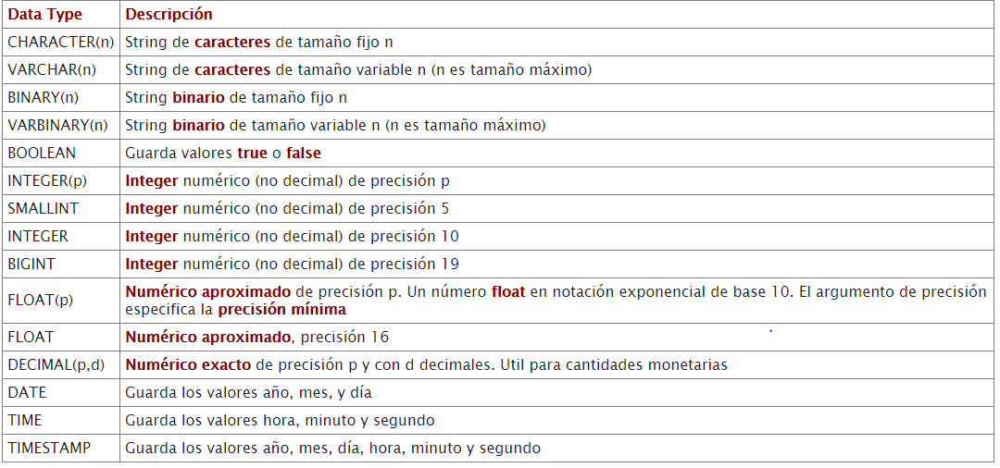 Data Type Descripción
CHARACTER(n) String de caracteres de tamaño fijo n
VARCHAR(n) String de caracteres de tamaño variable n (n es tamaño máximo)
BINARY(n) String binario de tamaño fijo n
VARBINARY(n) String binario de tamaño variable n (n es tamaño máximo)
BOOLEAN Guarda valores true o false
INTEGER(p) Integer numérico (no decimal) de precisión p
SMALLINT Integer numérico (no decimal) de precisión 5
INTEGER Integer numérico (no decimal) de precisión 10
BIGINT Integer numérico (no decimal) de precisión 19
FLOAT(p) Numérico aproximado de precisión p. Un número float en notación exponencial de base 10. El argumento de precisión
especifica la precisión mínima
FLOAT Numérico aproximado, precisión 16
DECIMAL(p,d) Numérico exacto de precisión p y con d decimales. Util para cantidades monetarias
DATE Guarda los valores año, mes, y día
TIME Guarda los valores hora, minuto y segundo
TIMESTAMP Guarda los valores año, mes, día, hora, minuto y segundo